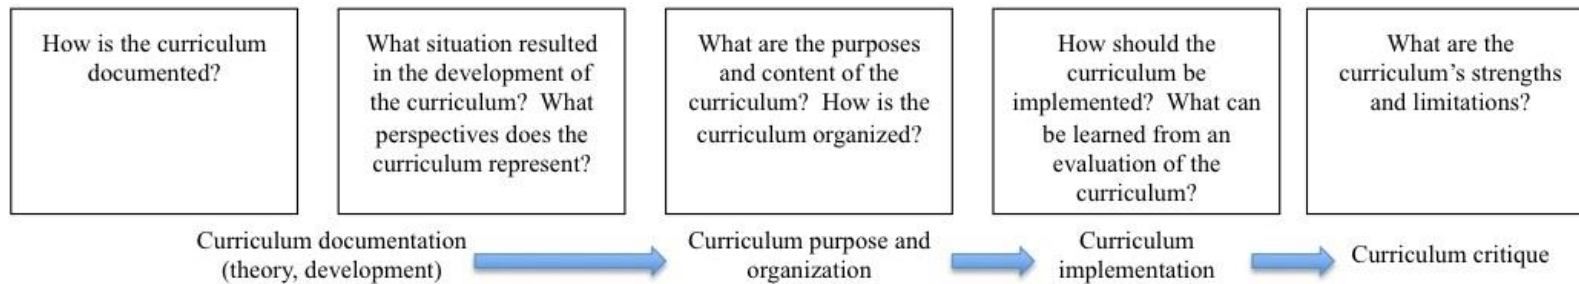 How is the curriculum
documented?
What situation resulted
in the development of
the curriculum?  What
perspectives does the
curriculum represent?
What are the purposes
and content of the
curriculum?  How is the
curriculum organized?
How should the
curriculum be
implemented?  What can
be learned from an
evaluation of the
curriculum?
What are the
curriculum’s strengths
and limitations?
Curriculum documentation
(theory, development)
Curriculum purpose and
organization
Curriculum
implementation
Curriculum critique